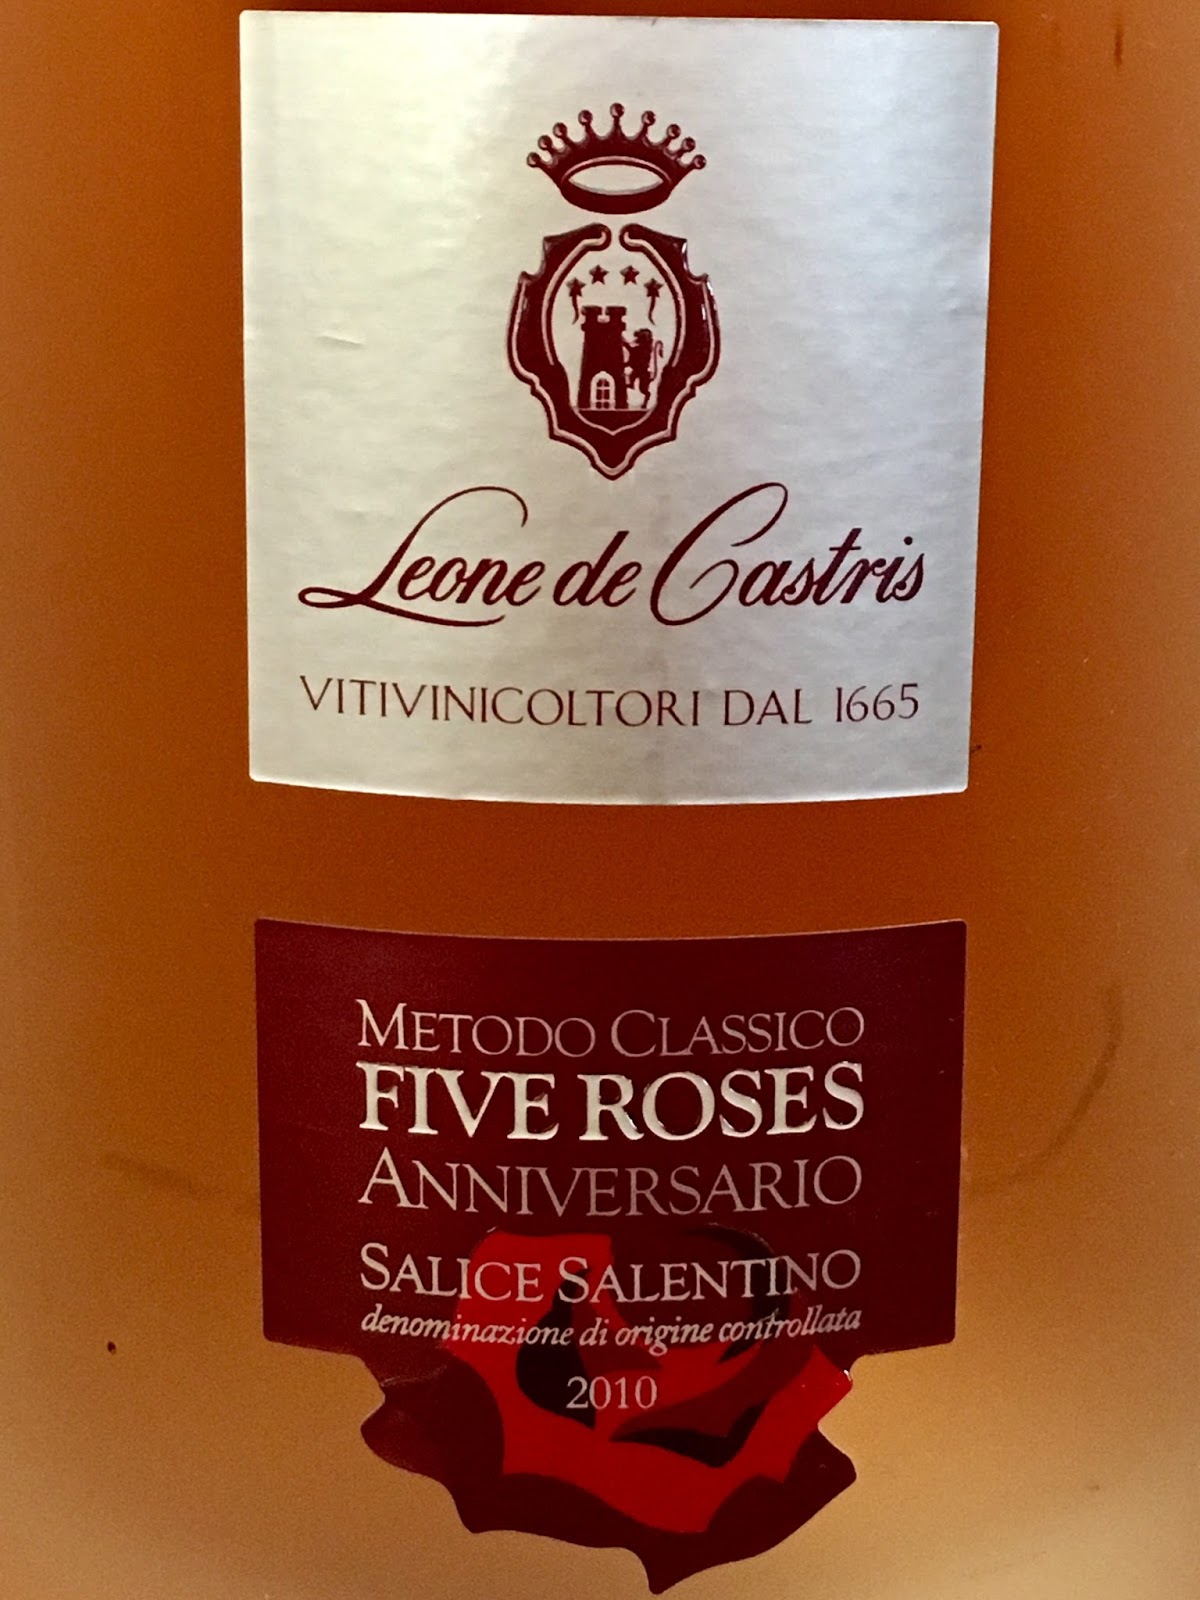 Leone de Castris
VITIVINICOLTORI DAL 1665
METODO CLASSICO
FIVE ROSES
ANNIVERSARIO
SALICE SALENTINO
denominazione di origine controllata
2010